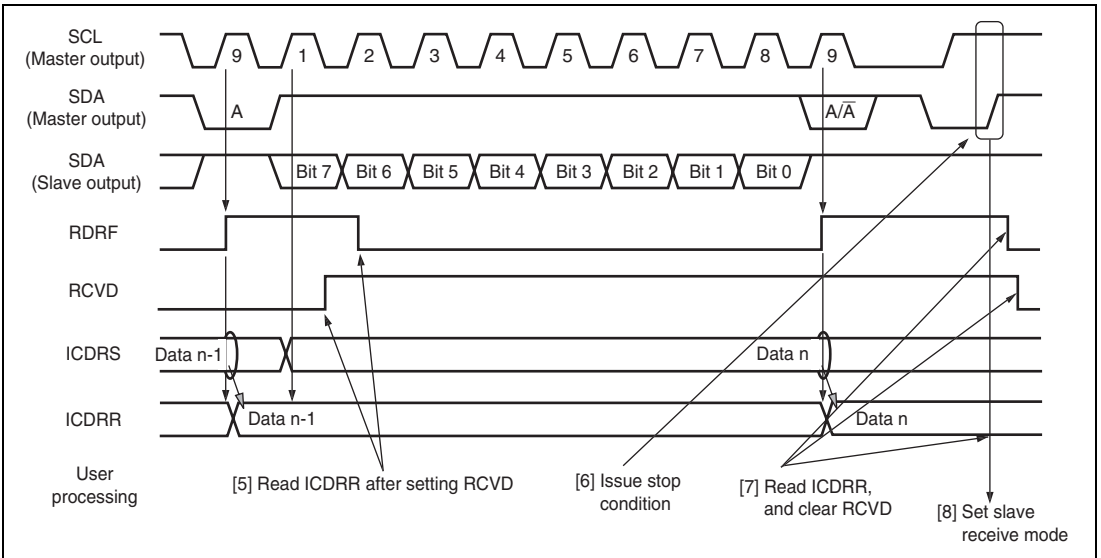 SCL
(Master output)
9 1 2 3 4 5 6 7 8 9
SDA
(Master output)
A A/A̅
SDA
(Slave output)
Bit 7 Bit 6 Bit 5 Bit 4 Bit 3 Bit 2 Bit 1 Bit 0
RDRF
RCVD
ICDRS
Data n-1 Data n
ICDRR
Data n-1 Data n
User
processing
[5] Read ICDRR after setting RCVD
[6] Issue stop
condition
[7] Read ICDRR,
and clear RCVD
[8] Set slave
receive mode